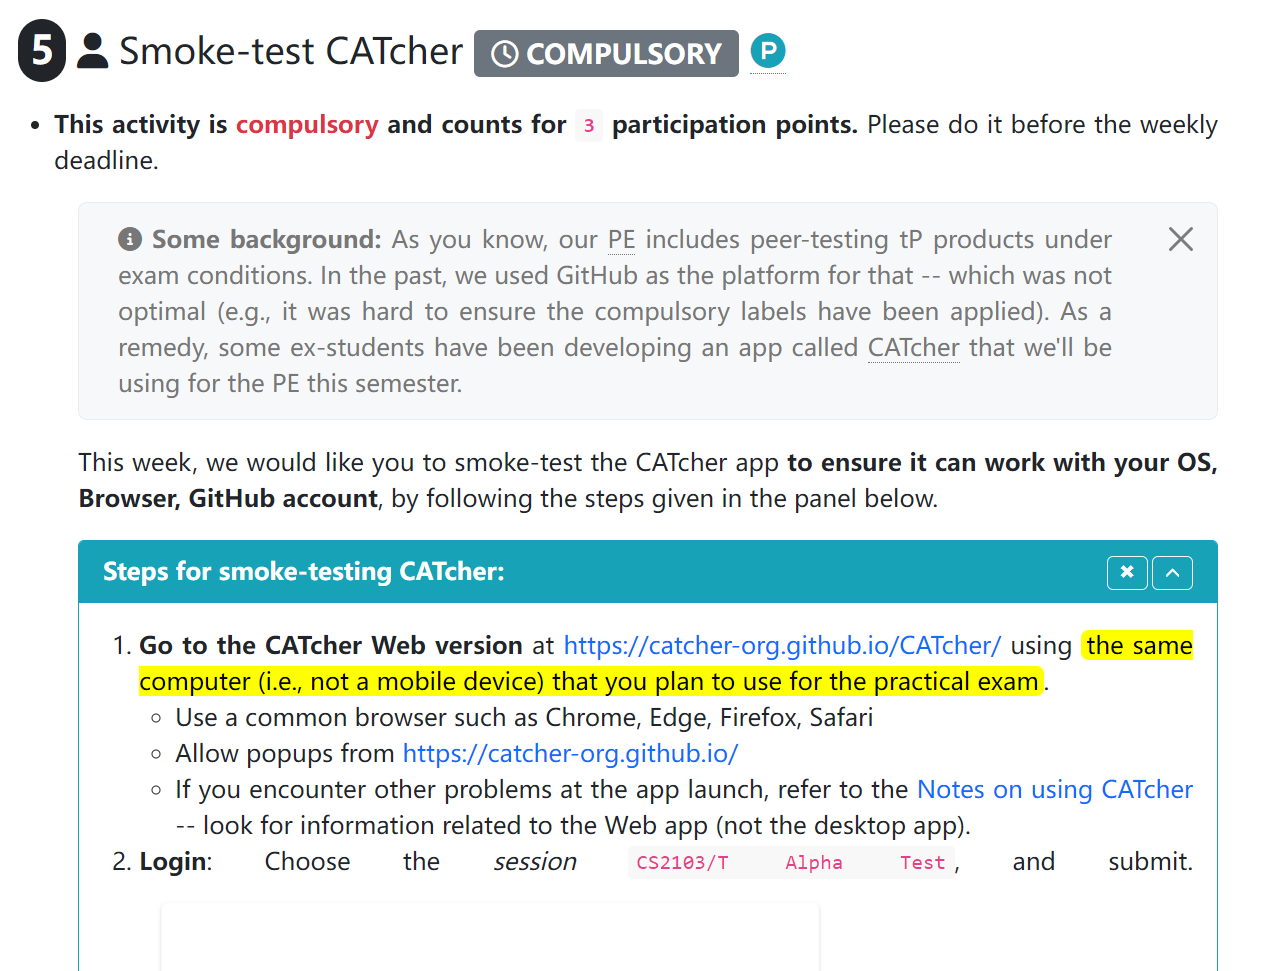 5 Smoke-test CATcher COMPULSORY P
• This activity is compulsory and counts for 3 participation points. Please do it before the weekly
deadline.
Some background: As you know, our PE includes peer-testing tP products under
exam conditions. In the past, we used GitHub as the platform for that -- which was not
optimal (e.g., it was hard to ensure the compulsory labels have been applied). As a
remedy, some ex-students have been developing an app called CATcher that we'll be
using for the PE this semester.
This week, we would like you to smoke-test the CATcher app to ensure it can work with your OS,
Browser, GitHub account, by following the steps given in the panel below.
Steps for smoke-testing CATcher:
1. Go to the CATcher Web version at https://catcher-org.github.io/CATcher/ using the same
computer (i.e., not a mobile device) that you plan to use for the practical exam.
◦ Use a common browser such as Chrome, Edge, Firefox, Safari
◦ Allow popups from https://catcher-org.github.io/
◦ If you encounter other problems at the app launch, refer to the Notes on using CATcher
-- look for information related to the Web app (not the desktop app).
2. Login: Choose the session CS2103/T Alpha Test, and submit.